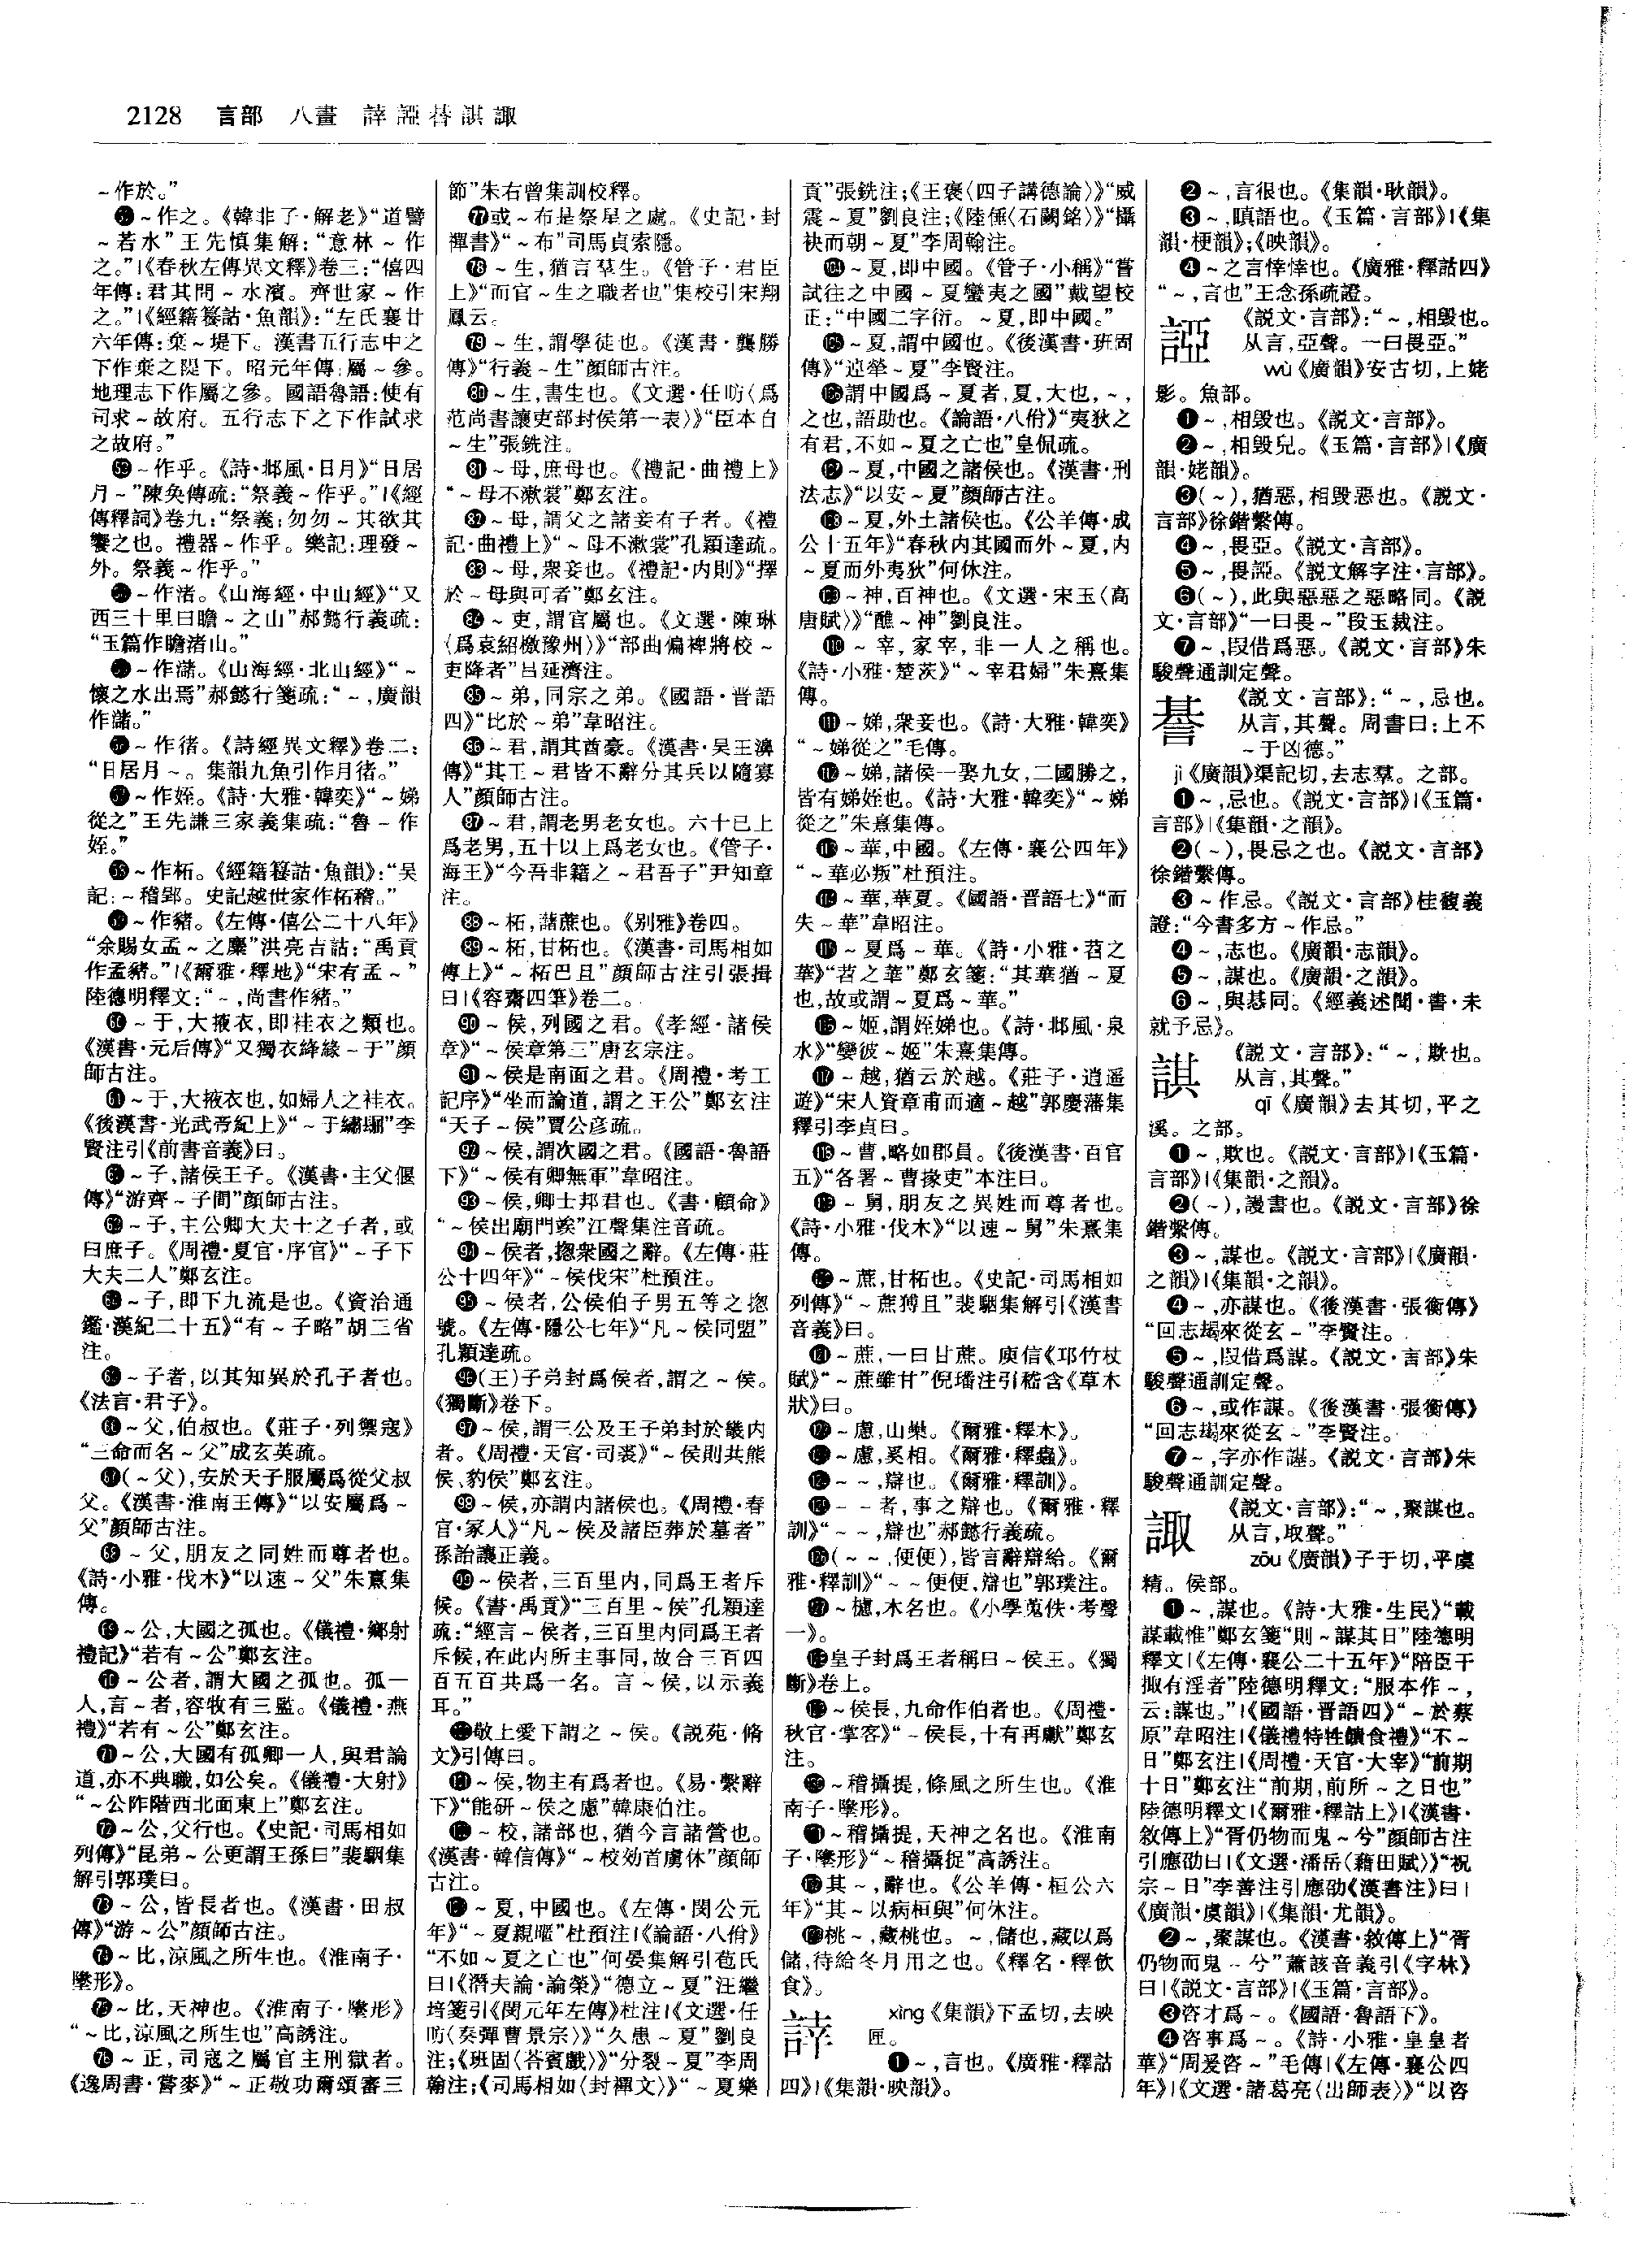 2128 言部 八畫 諄諲諅諆諏
～作於。”
～作之。《韓非子·解老》“道譬
～若水”王先慎集解：“意林～作
之。”|《春秋左傳異文釋》卷三：“僖四
年傳：君其問～水濱。齊世家～作
之。”|《經籍籑詁·魚韻》：“左氏襄廿
六年傳：棄～堤下。漢書五行志中之
下作棄之隄下。昭元年傳：屬～參。
地理志下作屬之參。國語魯語：使有
司求～故府。五行志下之下作試求
之故府。”
～作乎。《詩·邶風·日月》“日居
月～”陳奐傳疏：“祭義～作乎。”|《經
傳釋詞》卷九：“祭義：勿勿～其欲其
饗之也。禮器～作乎。樂記：理發～
外。祭義～作乎。”
～作渚。《山海經·中山經》“又
西三十里曰瞻～之山”郝懿行義疏：
“玉篇作瞻渚山。”
～作藷。《山海經·北山經》“～
懷之水出焉”郝懿行箋疏：“～，廣韻
作藷。”
～作㣖。《詩經異文釋》卷二：
“日居月～。集韻九魚引作月㣖。”
～作姪。《詩·大雅·韓奕》“～娣
從之”王先謙三家義集疏：“魯～作
姪。”
～作柘。《經籍籑詁·魚韻》：“吳
記：～稽郢。史記越世家作柘稽。”
～作豬。《左傳·僖公二十八年》
“余賜女孟～之麋”洪亮吉詁：“禹貢
作孟豬。”|《爾雅·釋地》“宋有孟～”
陸德明釋文：“～，尚書作豬。”
60～于，大掖衣，即袿衣之類也。
《漢書·元后傳》“又獨衣絳緣～于”顏
師古注。
61～于，大掖衣也，如婦人之袿衣。
《後漢書·光武帝紀上》“～于繡镼”李
賢注引《前書音義》曰。
～子，諸侯王子。《漢書·主父偃
傳》“游齊～子間”顏師古注。
～子，主公卿大夫士之子者，或
曰庶子。《周禮·夏官·序官》“～子下
大夫二人”鄭玄注。
～子，即下九流是也。《資治通
鑑·漢紀二十五》“有～子略”胡三省
注。
～子者，以其知異於孔子者也。
《法言·君子》。
～父，伯叔也。《莊子·列禦寇》
“三命而名～父”成玄英疏。
(～父)，安於天子服屬爲從父叔
父。《漢書·淮南王傳》“以安屬爲～
父”顏師古注。
～父，朋友之同姓而尊者也。
《詩·小雅·伐木》“以速～父”朱熹集
傳。
～公，大國之孤也。《儀禮·鄉射
禮記》“若有～公”鄭玄注。
～公者，謂大國之孤也。孤一
人，言～者，容牧有三監。《儀禮·燕
禮》“若有～公”鄭玄注。
71～公，大國有孤卿一人，與君論
道，亦不典職，如公矣。《儀禮·大射》
“～公阼階西北面東上”鄭玄注。
72～公，父行也。《史記·司馬相如
列傳》“昆弟～公更謂王孫曰”裴駰集
解引郭璞曰。
73～公，皆長者也。《漢書·田叔
傳》“游～公”顏師古注。
～比，涼風之所生也。《淮南子·
墬形》。
～比，天神也。《淮南子·墬形》
“～比，涼風之所生也”高誘注。
76～正，司寇之屬官主刑獄者。
《逸周書·嘗麥》“～正敬功爾頌審三
節”朱右曾集訓校釋。
77或～布是祭星之處。《史記·封
禪書》“～布”司馬貞索隱。
78～生，猶言羣生。《管子·君臣
上》“而官～生之職者也”集校引宋翔
鳳云。
79～生，謂學徒也。《漢書·龔勝
傳》“行義～生”顏師古注。
80～生，書生也。《文選·任昉〈爲
范尚書讓吏部封侯第一表〉》“臣本自
～生”張銑注。
81～母，庶母也。《禮記·曲禮上》
“～母不漱裳”鄭玄注。
82～母，謂父之諸妾有子者。《禮
記·曲禮上》“～母不漱裳”孔穎達疏。
83～母，衆妾也。《禮記·内則》“擇
於～母與可者”鄭玄注。
84～吏，謂官屬也。《文選·陳琳
〈爲袁紹檄豫州〉》“部曲偏裨將校～
吏降者”吕延濟注。
85～弟，同宗之弟。《國語·晉語
四》“比於～弟”韋昭注。
86～君，謂其酋豪。《漢書·吴王濞
傳》“其王～君皆不辭分其兵以隨寡
人”顏師古注。
87～君，謂老男老女也。六十已上
爲老男，五十以上爲老女也。《管子·
海王》“今吾非籍之～君吾子”尹知章
注。
88～柘，藷蔗也。《别雅》卷四。
89～柘，甘柘也。《漢書·司馬相如
傳上》“～柘巴且”顏師古注引張揖
曰|《容齋四筆》卷二。
90～侯，列國之君。《孝經·諸侯
章》“～侯章第三”唐玄宗注。
91～侯是南面之君。《周禮·考工
記序》“坐而論道，謂之王公”鄭玄注
“天子～侯”賈公彦疏。
92～侯，謂次國之君。《國語·魯語
下》“～侯有卿無軍”韋昭注。
93～侯，卿士邦君也。《書·顧命》
“～侯出廟門竢”江聲集注音疏。
94～侯者，揔衆國之辭。《左傳·莊
公十四年》“～侯伐宋”杜預注。
95～侯者，公侯伯子男五等之揔
號。《左傳·隱公七年》“凡～侯同盟”
孔穎達疏。
96(王)子弟封爲侯者，謂之～侯。
《獨斷》卷下。
97～侯，謂三公及王子弟封於畿内
者。《周禮·天官·司裘》“～侯則共熊
侯、豹侯”鄭玄注。
98～侯，亦謂内諸侯也。《周禮·春
官·冢人》“凡～侯及諸臣葬於墓者”
孫詒讓正義。
99～侯者，三百里内，同爲王者斥
候。《書·禹貢》“三百里～侯”孔穎達
疏：“經言～侯者，三百里内同爲王者
斥候，在此内所主事同，故合三百四
百五百共爲一名。言～侯，以示義
耳。”
敬上愛下謂之～侯。《説苑·脩
文》引傳曰。
～侯，物主有爲者也。《易·繫辭
下》“能研～侯之慮”韓康伯注。
～校，諸部也，猶今言諸營也。
《漢書·韓信傳》“～校効首虜休”顏師
古注。
～夏，中國也。《左傳·閔公元
年》“～夏親暱”杜預注|《論語·八佾》
“不如～夏之亡也”何晏集解引苞氏
曰|《潛夫論·論榮》“德立～夏”汪繼
培箋引《閔元年左傳》杜注|《文選·任
昉〈奏彈曹景宗〉》“久患～夏”劉良
注；《班固〈荅賓戲〉》“分裂～夏”李周
翰注；《司馬相如〈封禪文〉》“～夏樂
貢”張銑注；《王褒〈四子講德論〉》“威
震～夏”劉良注；《陸倕〈石闕銘〉》“攝
袂而朝～夏”李周翰注。
104～夏，即中國。《管子·小稱》“嘗
試往之中國～夏蠻夷之國”戴望校
正：“中國二字衍。～夏，即中國。”
～夏，謂中國也。《後漢書·班固
傳》“逴犖～夏”李賢注。
謂中國爲～夏者，夏，大也，～，
之也，語助也。《論語·八佾》“夷狄之
有君，不如～夏之亡也”皇侃疏。
～夏，中國之諸侯也。《漢書·刑
法志》“以安～夏”顏師古注。
～夏，外土諸侯也。《公羊傳·成
公十五年》“春秋内其國而外～夏，内
～夏而外夷狄”何休注。
～神，百神也。《文選·宋玉〈高
唐賦〉》“醮～神”劉良注。
110～宰，家宰，非一人之稱也。
《詩·小雅·楚茨》“～宰君婦”朱熹集
傳。
111～娣，衆妾也。《詩·大雅·韓奕》
“～娣從之”毛傳。
112～娣，諸侯一娶九女，二國勝之，
皆有娣姪也。《詩·大雅·韓奕》“～娣
從之”朱熹集傳。
～華，中國。《左傳·襄公四年》
“～華必叛”杜預注。
～華，華夏。《國語·晉語七》“而
失～華”韋昭注。
～夏爲～華。《詩·小雅·苕之
華》“苕之華”鄭玄箋：“其華猶～夏
也，故或謂～夏爲～華。”
～姬，謂姪娣也。《詩·邶風·泉
水》“孌彼～姬”朱熹集傳。
117～越，猶云於越。《莊子·逍遥
遊》“宋人資章甫而適～越”郭慶藩集
釋引李貞曰。
～曹，略如郡員。《後漢書·百官
五》“各署～曹掾吏”本注曰。
～舅，朋友之異姓而尊者也。
《詩·小雅·伐木》“以速～舅”朱熹集
傳。
～蔗，甘柘也。《史記·司馬相如
列傳》“～蔗猼且”裴駰集解引《漢書
音義》曰。
121～蔗，一曰甘蔗。庾信《邛竹杖
賦》“～蔗雖甘”倪璠注引嵇含《草木
狀》曰。
～慮，山櫐。《爾雅·釋木》。
～慮，奚相。《爾雅·釋蟲》。
～～，辯也。《爾雅·釋訓》。
～～者，事之辯也。《爾雅·釋
訓》“～～，辯也”郝懿行義疏。
(～～，便便)，皆言辭辯給。《爾
雅·釋訓》“～～便便，辯也”郭璞注。
～櫨，木名也。《小學蒐佚·考聲
一》。
皇子封爲王者稱曰～侯王。《獨
斷》卷上。
～侯長，九命作伯者也。《周禮·
秋官·掌客》“～侯長，十有再獻”鄭玄
注。
～稽攝提，條風之所生也。《淮
南子·墬形》。
～稽攝提，天神之名也。《淮南
子·墬形》“～稽攝提”高誘注。
其～，辭也。《公羊傳·桓公六
年》“其～以病桓與”何休注。
桃～，藏桃也。～，儲也，藏以爲
儲，待給冬月用之也。《釋名·釋飲
食》。
誶 xìng《集韻》下孟切，去映
匣。
❶～，言也。《廣雅·釋詁
四》|《集韻·映韻》。
❷～，言很也。《集韻·耿韻》。
❸～，瞋語也。《玉篇·言部》|《集
韻·梗韻》；《映韻》。
❹～之言悻悻也。《廣雅·釋詁四》
“～，言也”王念孫疏證。
䛩 《説文·言部》：“～，相毁也。
从言，亞聲。一曰畏亞。”
wù《廣韻》安古切，上姥
影。魚部。
❶～，相毁也。《説文·言部》。
❷～，相毁皃。《玉篇·言部》|《廣
韻·姥韻》。
❸(～)，猶惡，相毁惡也。《説文·
言部》徐鍇繫傳。
❹～，畏亞。《説文·言部》。
❺～，畏䛩。《説文解字注·言部》。
❻(～)，此與惡惡之惡略同。《説
文·言部》“一曰畏～”段玉裁注。
❼～，叚借爲惡。《説文·言部》朱
駿聲通訓定聲。
諅 《説文·言部》：“～，忌也。
从言，其聲。周書曰：上不
～于凶德。”
jì《廣韻》渠記切，去志羣。之部。
❶～，忌也。《説文·言部》|《玉篇·
言部》|《集韻·之韻》。
❷(～)，畏忌之也。《説文·言部》
徐鍇繫傳。
❸～作忌。《説文·言部》桂馥義
證：“今書多方～作忌。”
❹～，志也。《廣韻·志韻》。
❺～，謀也。《廣韻·之韻》。
❻～，與惎同。《經義述聞·書·未
就予忌》。
諆 《説文·言部》：“～，欺也。
从言，其聲。”
qī《廣韻》去其切，平之
溪。之部。
❶～，欺也。《説文·言部》|《玉篇·
言部》|《集韻·之韻》。
❷(～)，謾書也。《説文·言部》徐
鍇繫傳。
❸～，謀也。《説文·言部》|《廣韻·
之韻》|《集韻·之韻》。
❹～，亦謀也。《後漢書·張衡傳》
“回志朅來從玄～”李賢注。
❺～，叚借爲謀。《説文·言部》朱
駿聲通訓定聲。
❻～，或作謀。《後漢書·張衡傳》
“回志朅來從玄～”李賢注。
❼～，字亦作諶。《説文·言部》朱
駿聲通訓定聲。
諏 《説文·言部》：“～，聚謀也。
从言，取聲。”
zōu《廣韻》子于切，平虞
精。侯部。
❶～，謀也。《詩·大雅·生民》“載
謀載惟”鄭玄箋“則～謀其日”陸德明
釋文|《左傳·襄公二十五年》“陪臣干
掫有淫者”陸德明釋文：“服本作～，
云：謀也。”|《國語·晉語四》“～於蔡
原”韋昭注|《儀禮特牲饋食禮》“不～
日”鄭玄注|《周禮·天官·大宰》“前期
十日”鄭玄注“前期，前所～之日也”
陸德明釋文|《爾雅·釋詁上》|《漢書·
敘傳上》“胥仍物而鬼～兮”顏師古注
引應劭曰|《文選·潘岳〈藉田賦〉》“祝
宗～日”李善注引應劭《漢書注》曰|
《廣韻·虞韻》|《集韻·尤韻》。
❷～，聚謀也。《漢書·敘傳上》“胥
仍物而鬼～兮”蕭該音義引《字林》
曰|《説文·言部》|《玉篇·言部》。
❸咨才爲～。《國語·魯語下》。
❹咨事爲～。《詩·小雅·皇皇者
華》“周爰咨～”毛傳|《左傳·襄公四
年》|《文選·諸葛亮〈出師表〉》“以咨